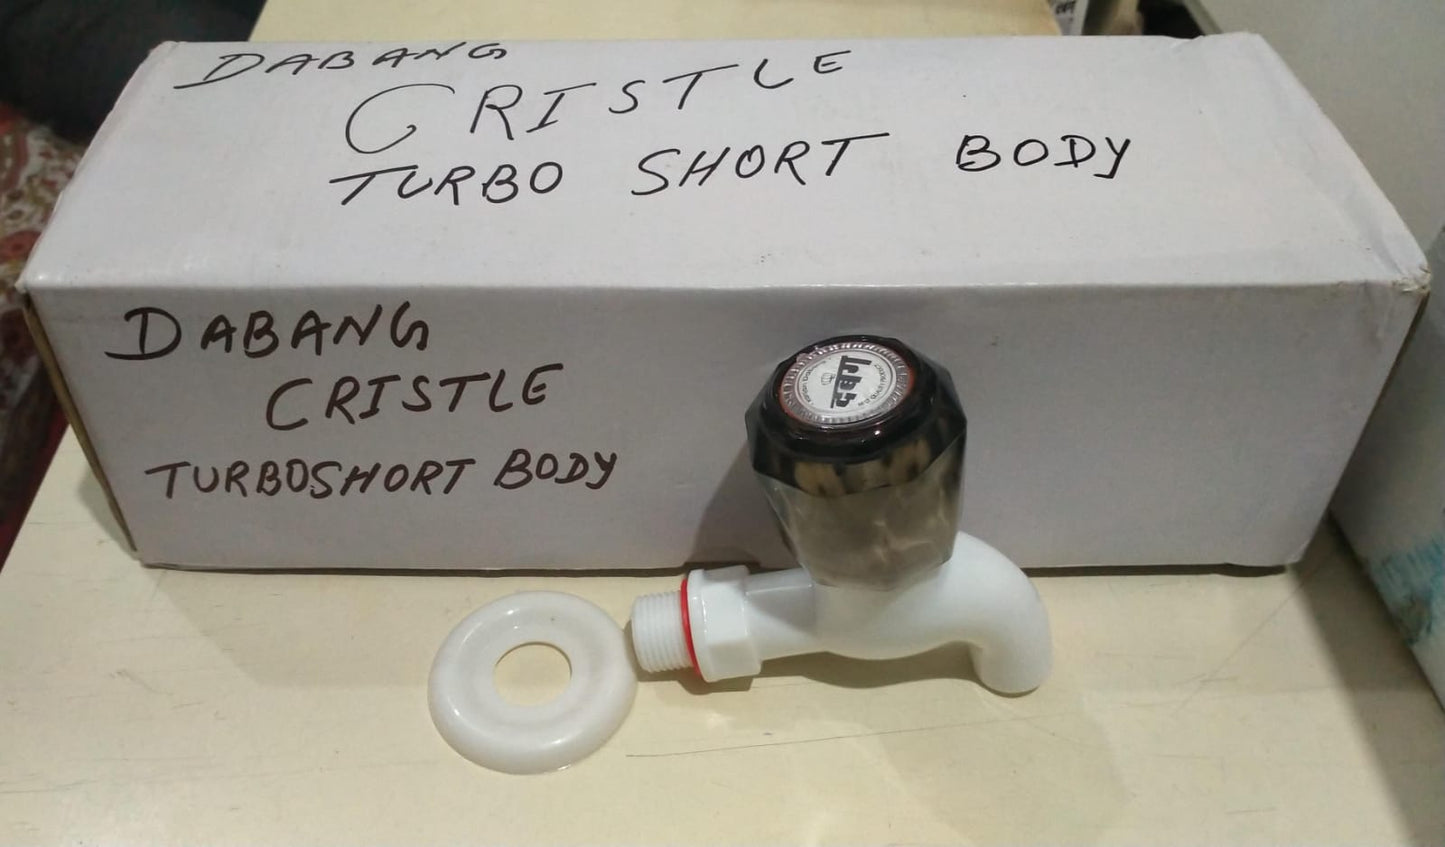 DABANG
CRISTLE
TURBO SHORT BODY
DABANG
CRISTLE
TURBOSHORT BODY